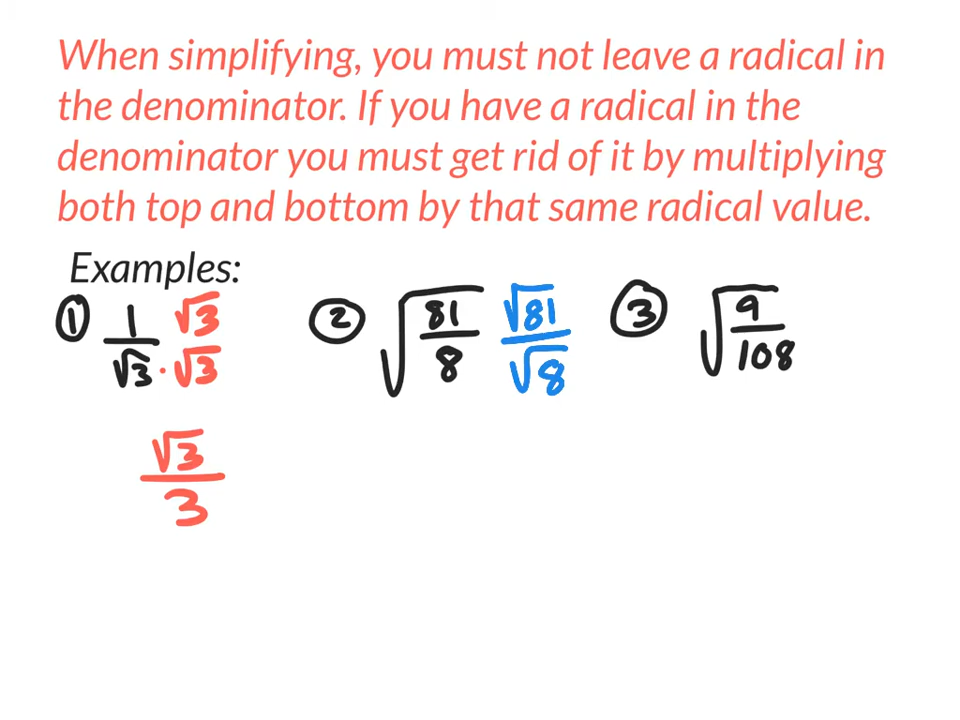 When simplifying, you must not leave a radical in
the denominator. If you have a radical in the
denominator you must get rid of it by multiplying
both top and bottom by that same radical value.
Examples:
① 1/√3 · √3/√3
√3/3
② √(81/8) √81/√8
③ √(9/108)